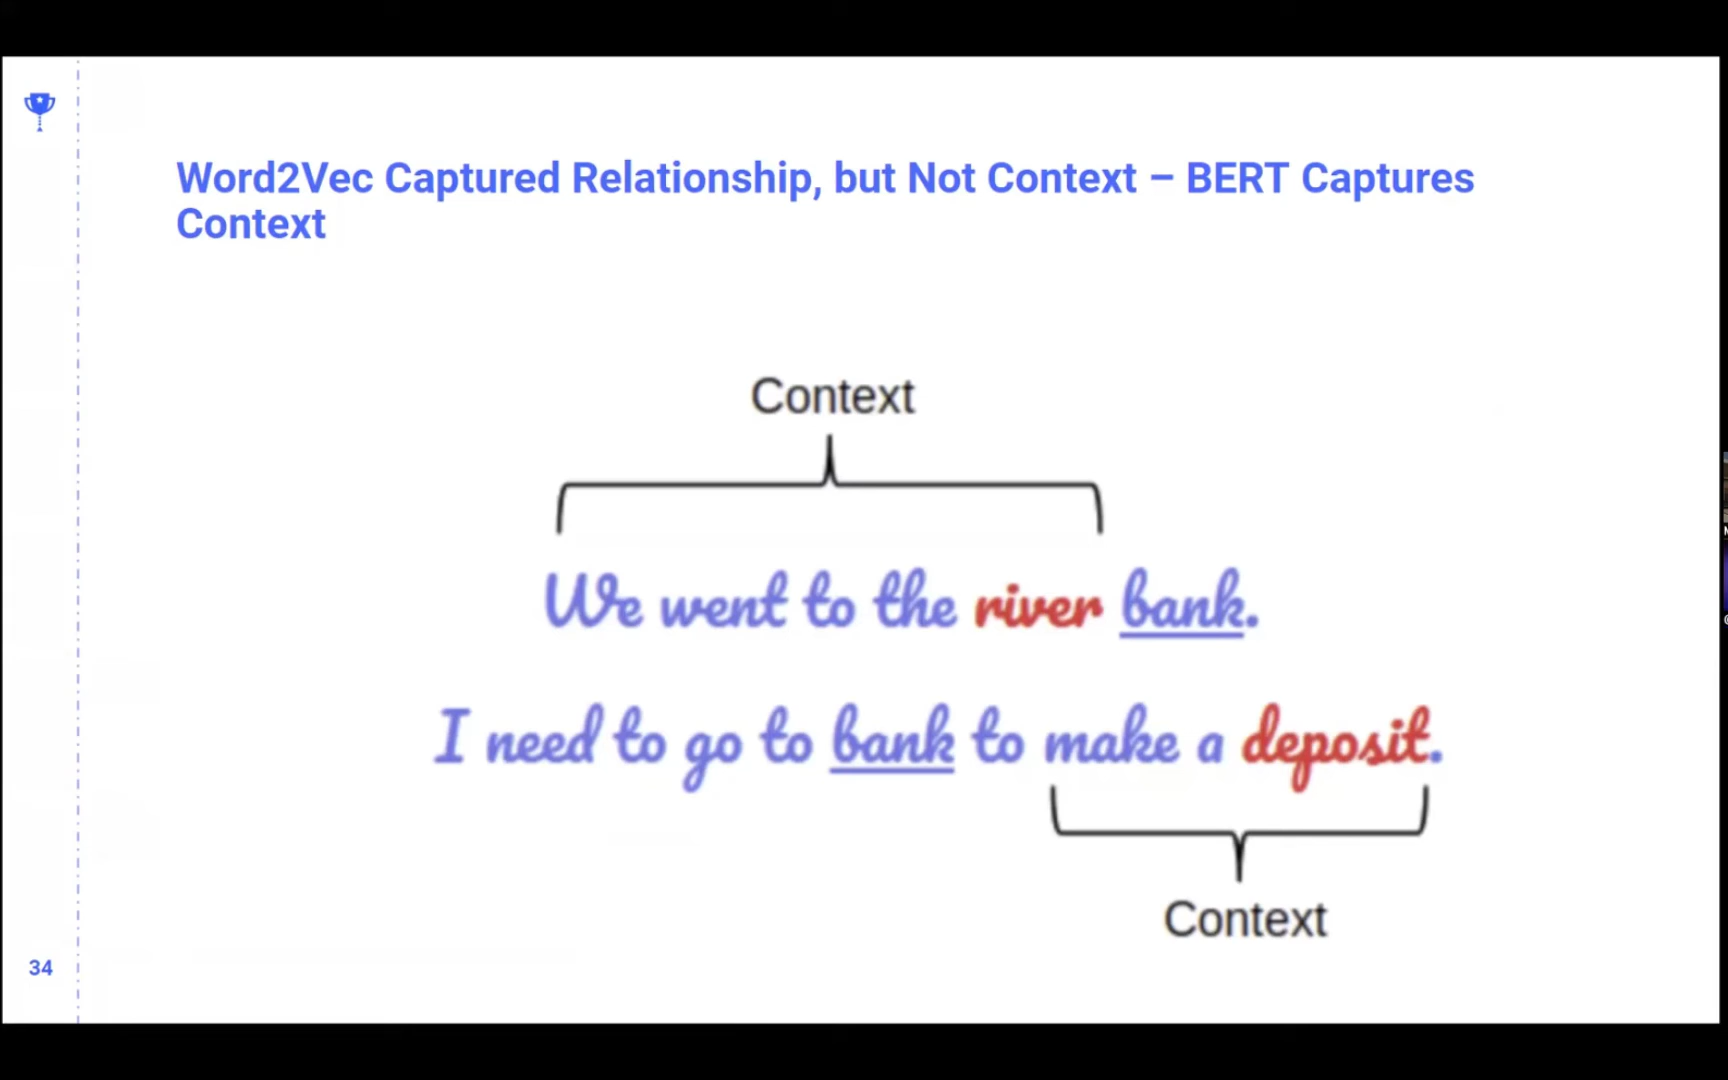 Word2Vec Captured Relationship, but Not Context – BERT Captures
Context
Context
We went to the river bank.
I need to go to bank to make a deposit.
Context
34